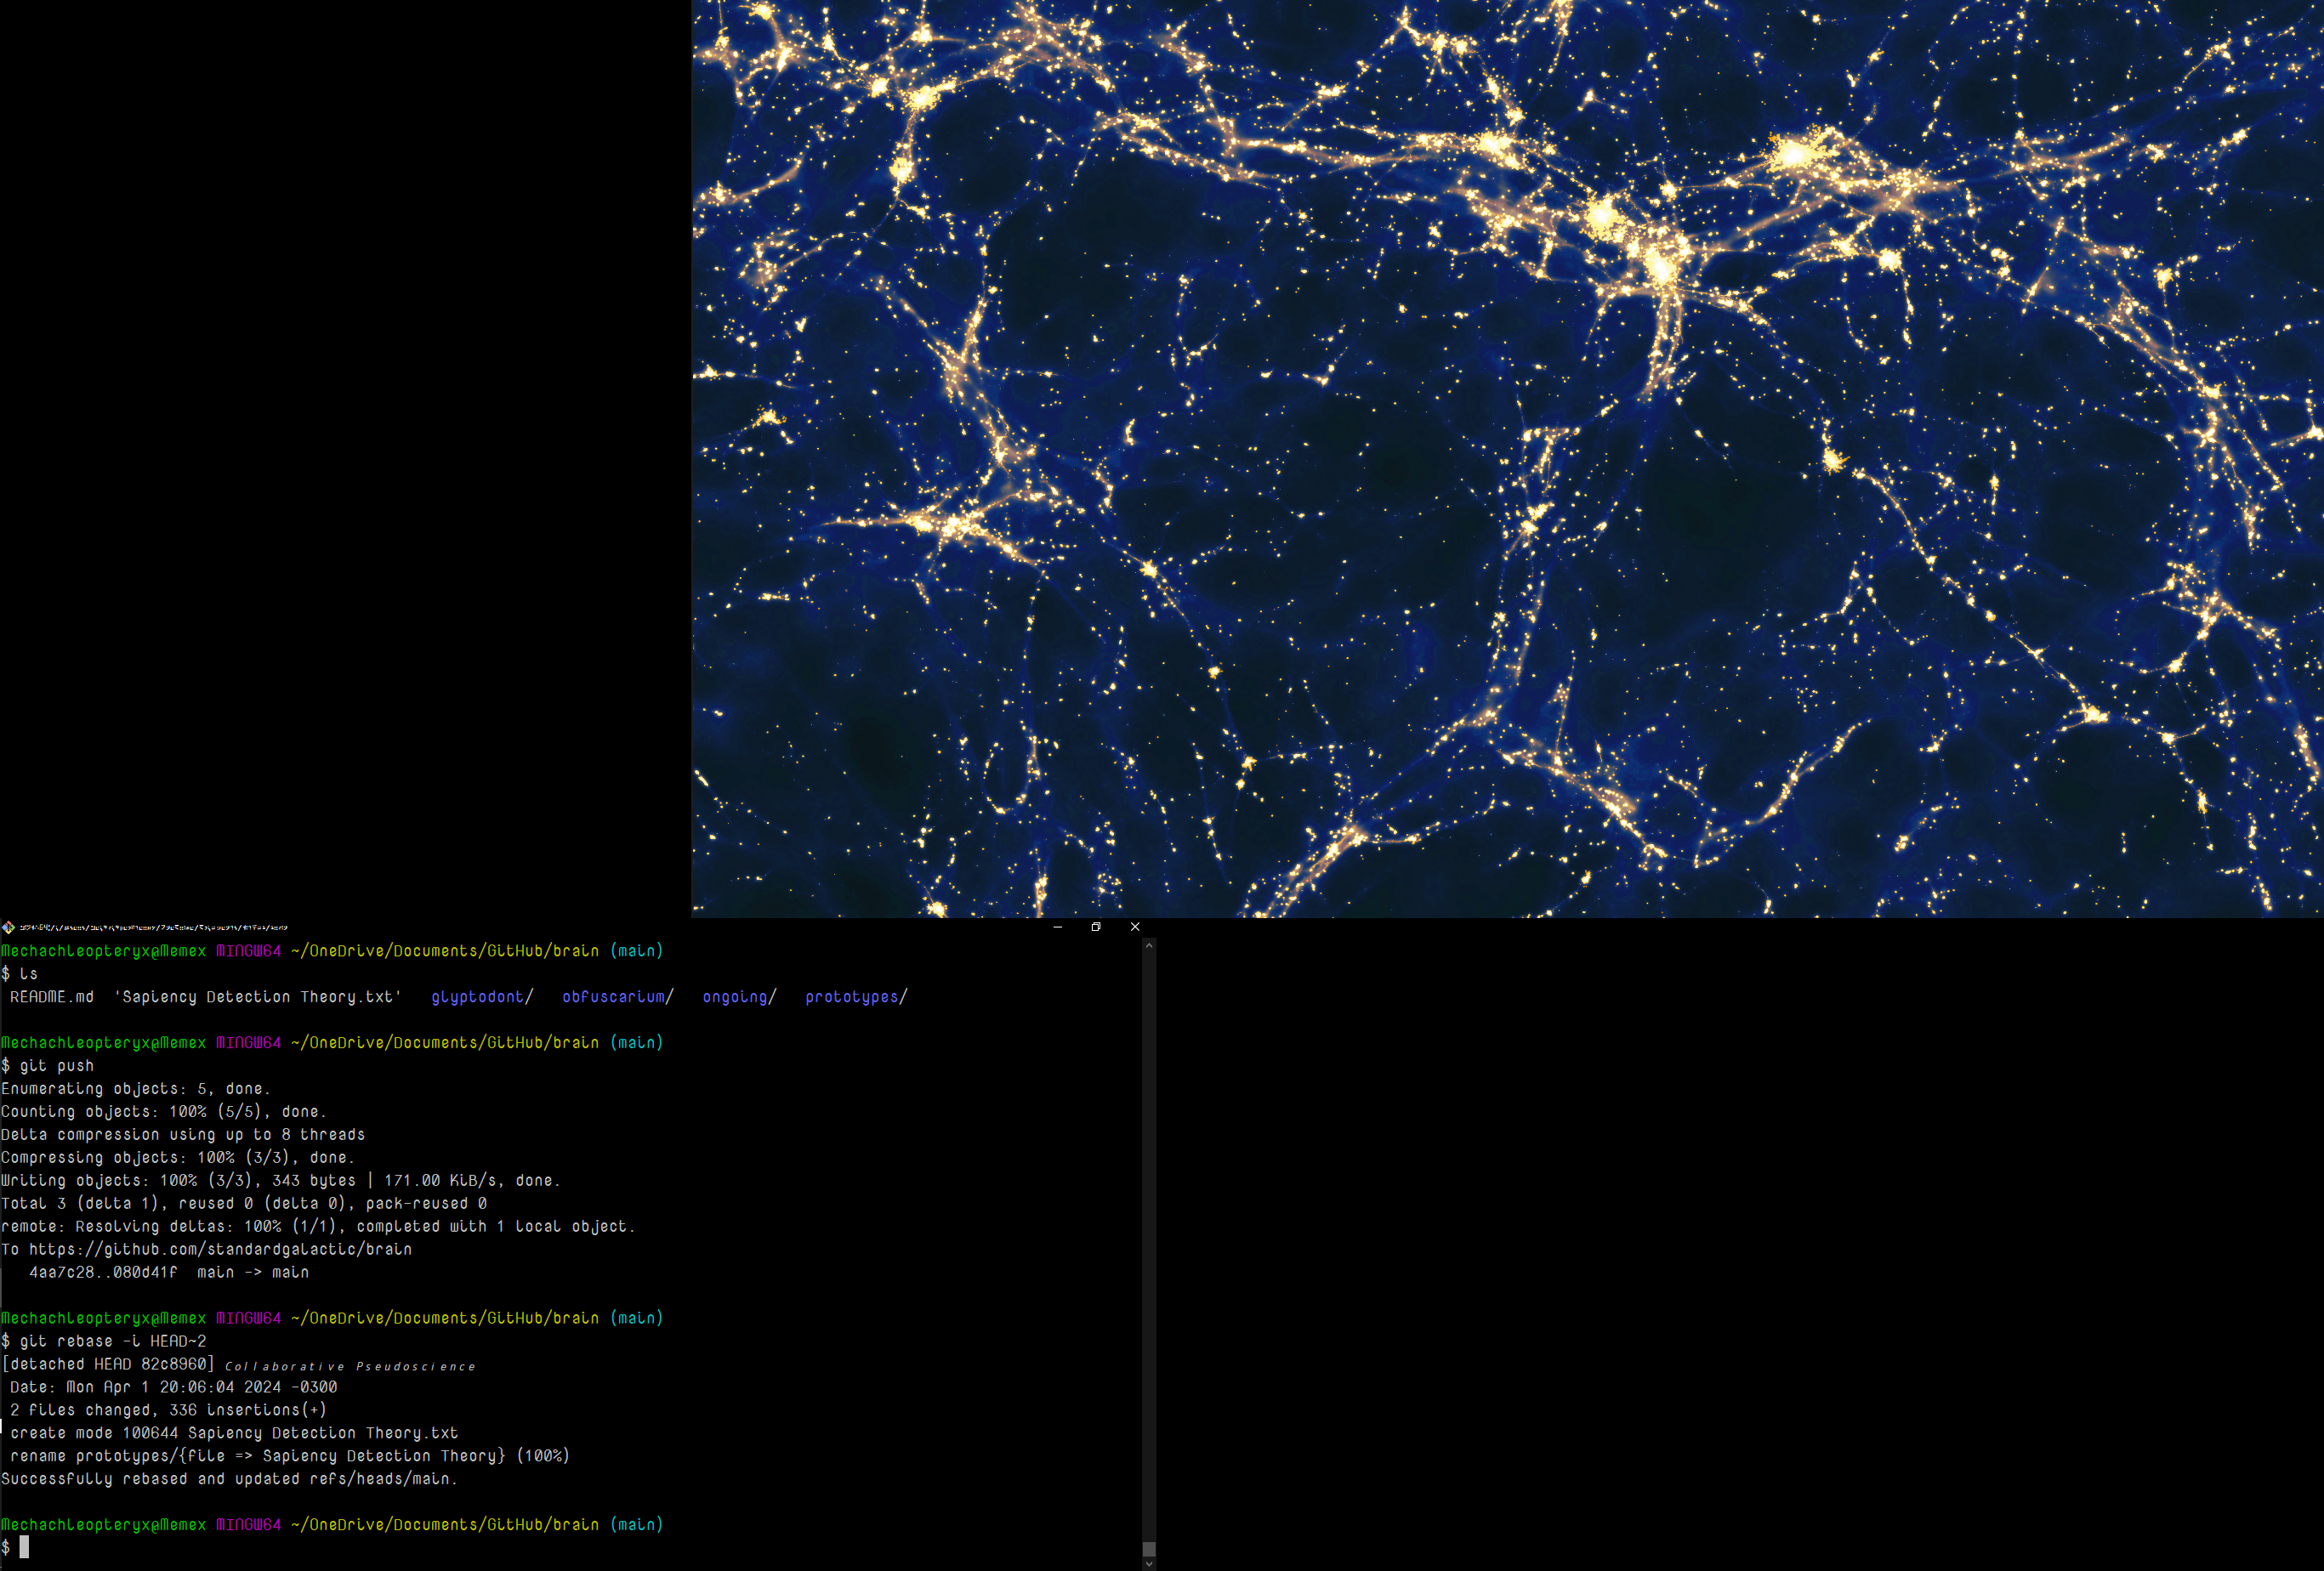 MechachLeopteryx@Memex MINGW64 ~/OneDrive/Documents/GitHub/brain (main)
$ ls
README.md 'Sapiency Detection Theory.txt' glyptodont/ obfuscarium/ ongoing/ prototypes/
MechachLeopteryx@Memex MINGW64 ~/OneDrive/Documents/GitHub/brain (main)
$ git push
Enumerating objects: 5, done.
Counting objects: 100% (5/5), done.
Delta compression using up to 8 threads
Compressing objects: 100% (3/3), done.
Writing objects: 100% (3/3), 343 bytes | 171.00 KiB/s, done.
Total 3 (delta 1), reused 0 (delta 0), pack-reused 0
remote: Resolving deltas: 100% (1/1), completed with 1 local object.
To https://github.com/standardgalactic/brain
4aa7c28..080d41f main -> main
MechachLeopteryx@Memex MINGW64 ~/OneDrive/Documents/GitHub/brain (main)
$ git rebase -i HEAD~2
[detached HEAD 82c8960] Collaborative Pseudoscience
Date: Mon Apr 1 20:06:04 2024 -0300
2 files changed, 336 insertions(+)
create mode 100644 Sapiency Detection Theory.txt
rename prototypes/{file => Sapiency Detection Theory} (100%)
Successfully rebased and updated refs/heads/main.
MechachLeopteryx@Memex MINGW64 ~/OneDrive/Documents/GitHub/brain (main)
$